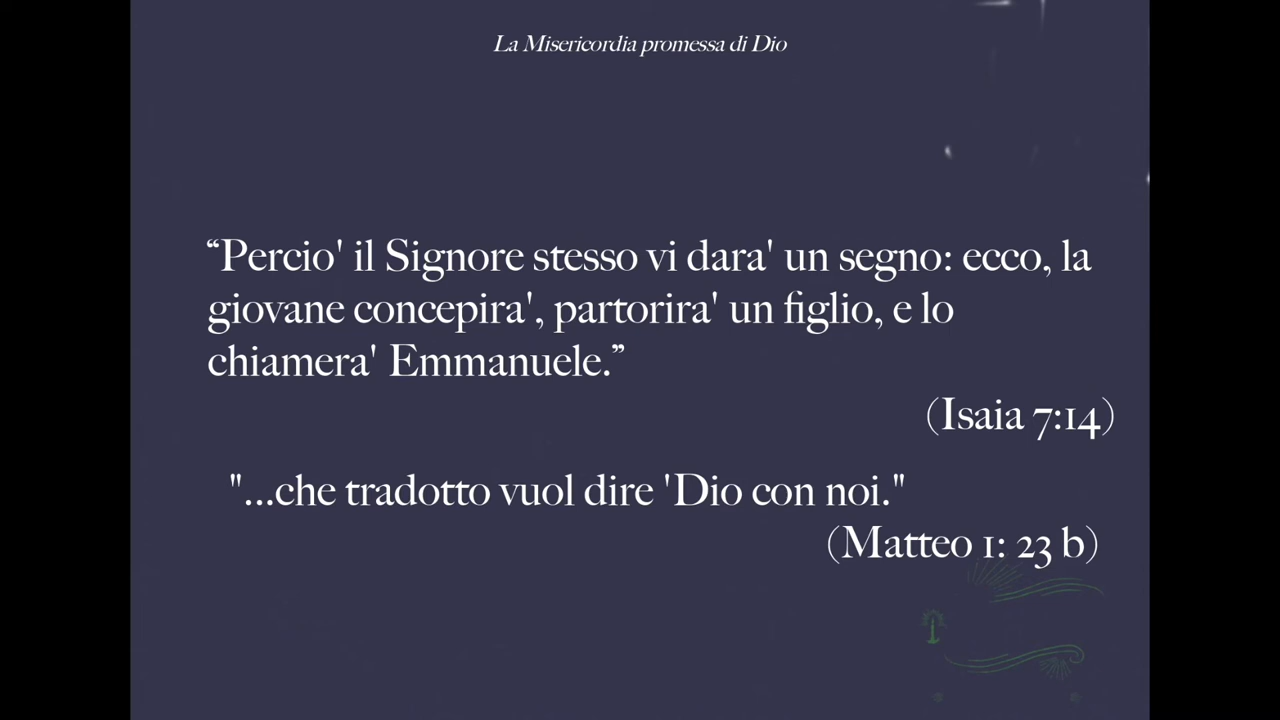 La Misericordia promessa di Dio
“Percio' il Signore stesso vi dara' un segno: ecco, la
giovane concepira', partorira' un figlio, e lo
chiamera' Emmanuele.”
(Isaia 7:14)
"...che tradotto vuol dire 'Dio con noi."
(Matteo 1: 23 b)